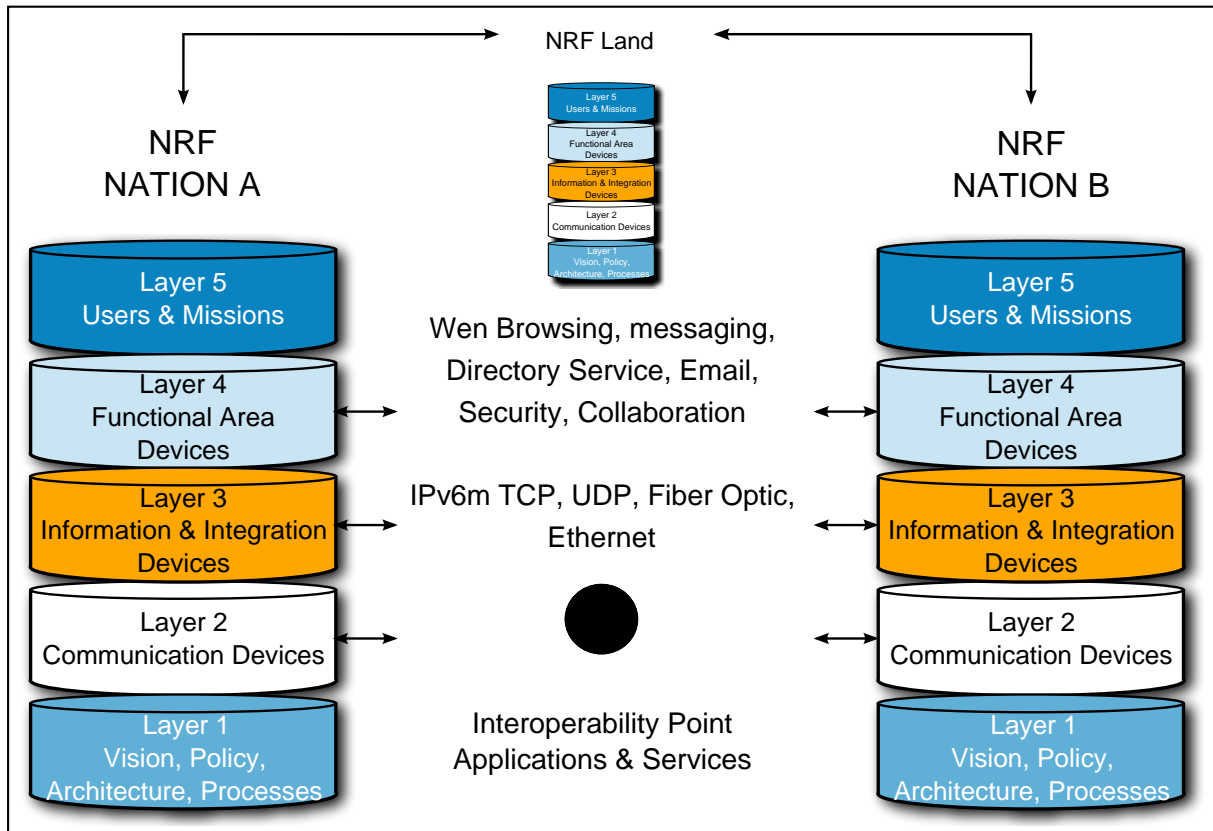 NRF Land
Layer 5
Users & Missions
Layer 4
Functional Area
Devices
Layer 3
Information & Integration
Devices
Layer 2
Communication Devices
Layer 1
Vision, Policy,
Architecture, Processes
NRF
NATION A
Layer 5
Users & Missions
Layer 4
Functional Area
Devices
Layer 3
Information & Integration
Devices
Layer 2
Communication Devices
Layer 1
Vision, Policy,
Architecture, Processes
Wen Browsing, messaging,
Directory Service, Email,
Security, Collaboration
IPv6m TCP, UDP, Fiber Optic,
Ethernet
Interoperability Point
Applications & Services
NRF
NATION B
Layer 5
Users & Missions
Layer 4
Functional Area
Devices
Layer 3
Information & Integration
Devices
Layer 2
Communication Devices
Layer 1
Vision, Policy,
Architecture, Processes